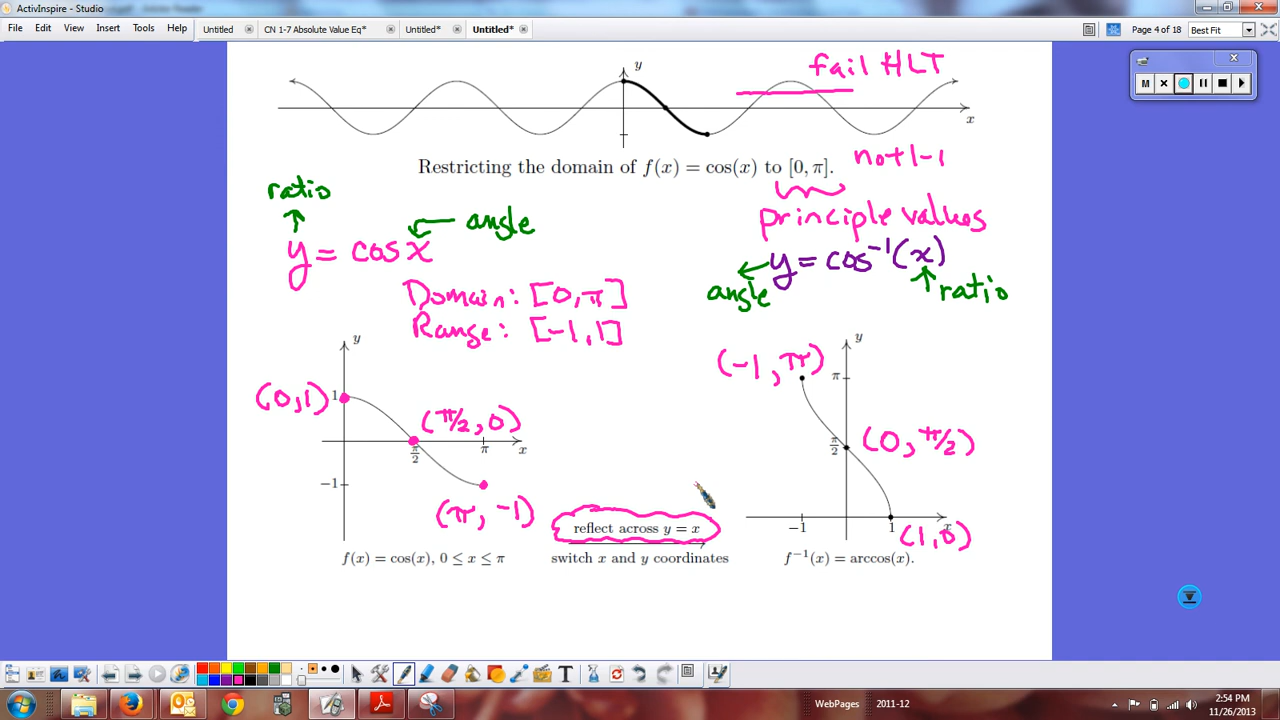 ActivInspire - Studio
File Edit View Insert Tools Help Untitled CN 1-7 Absolute Value Eq* Untitled* Untitled* Page 4 of 18 Best Fit
fail HLT
y
x
M
Restricting the domain of f(x) = cos(x) to [0, π].
not 1-1
ratio
principle values
y = cos x
angle
y = cos⁻¹(x)
angle
ratio
Domain: [0, π]
Range: [-1, 1]
y
y
(-1, π)
π
(0, 1)
1
(π/2, 0)
π/2
π
x
−1
(π, -1)
π/2
(0, π/2)
reflect across y = x
switch x and y coordinates
−1
1
x
(1, 0)
f(x) = cos(x), 0 ≤ x ≤ π
f⁻¹(x) = arccos(x).
WebPages 2011-12
2:54 PM
11/26/2013